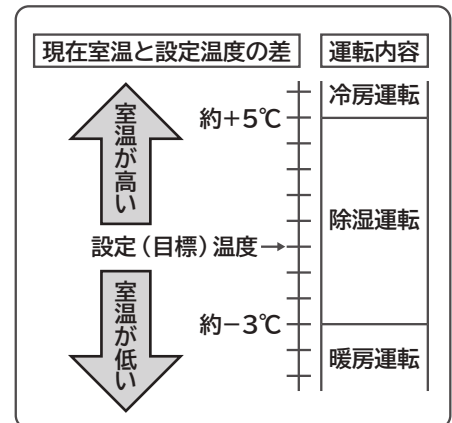 現在室温と設定温度の差
運転内容
室温が高い
約+5℃
冷房運転
除湿運転
設定(目標)温度→
室温が低い
約-3℃
暖房運転